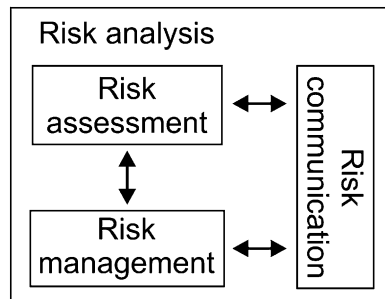 Risk analysis
Risk
assessment
Risk
management
Risk
communication